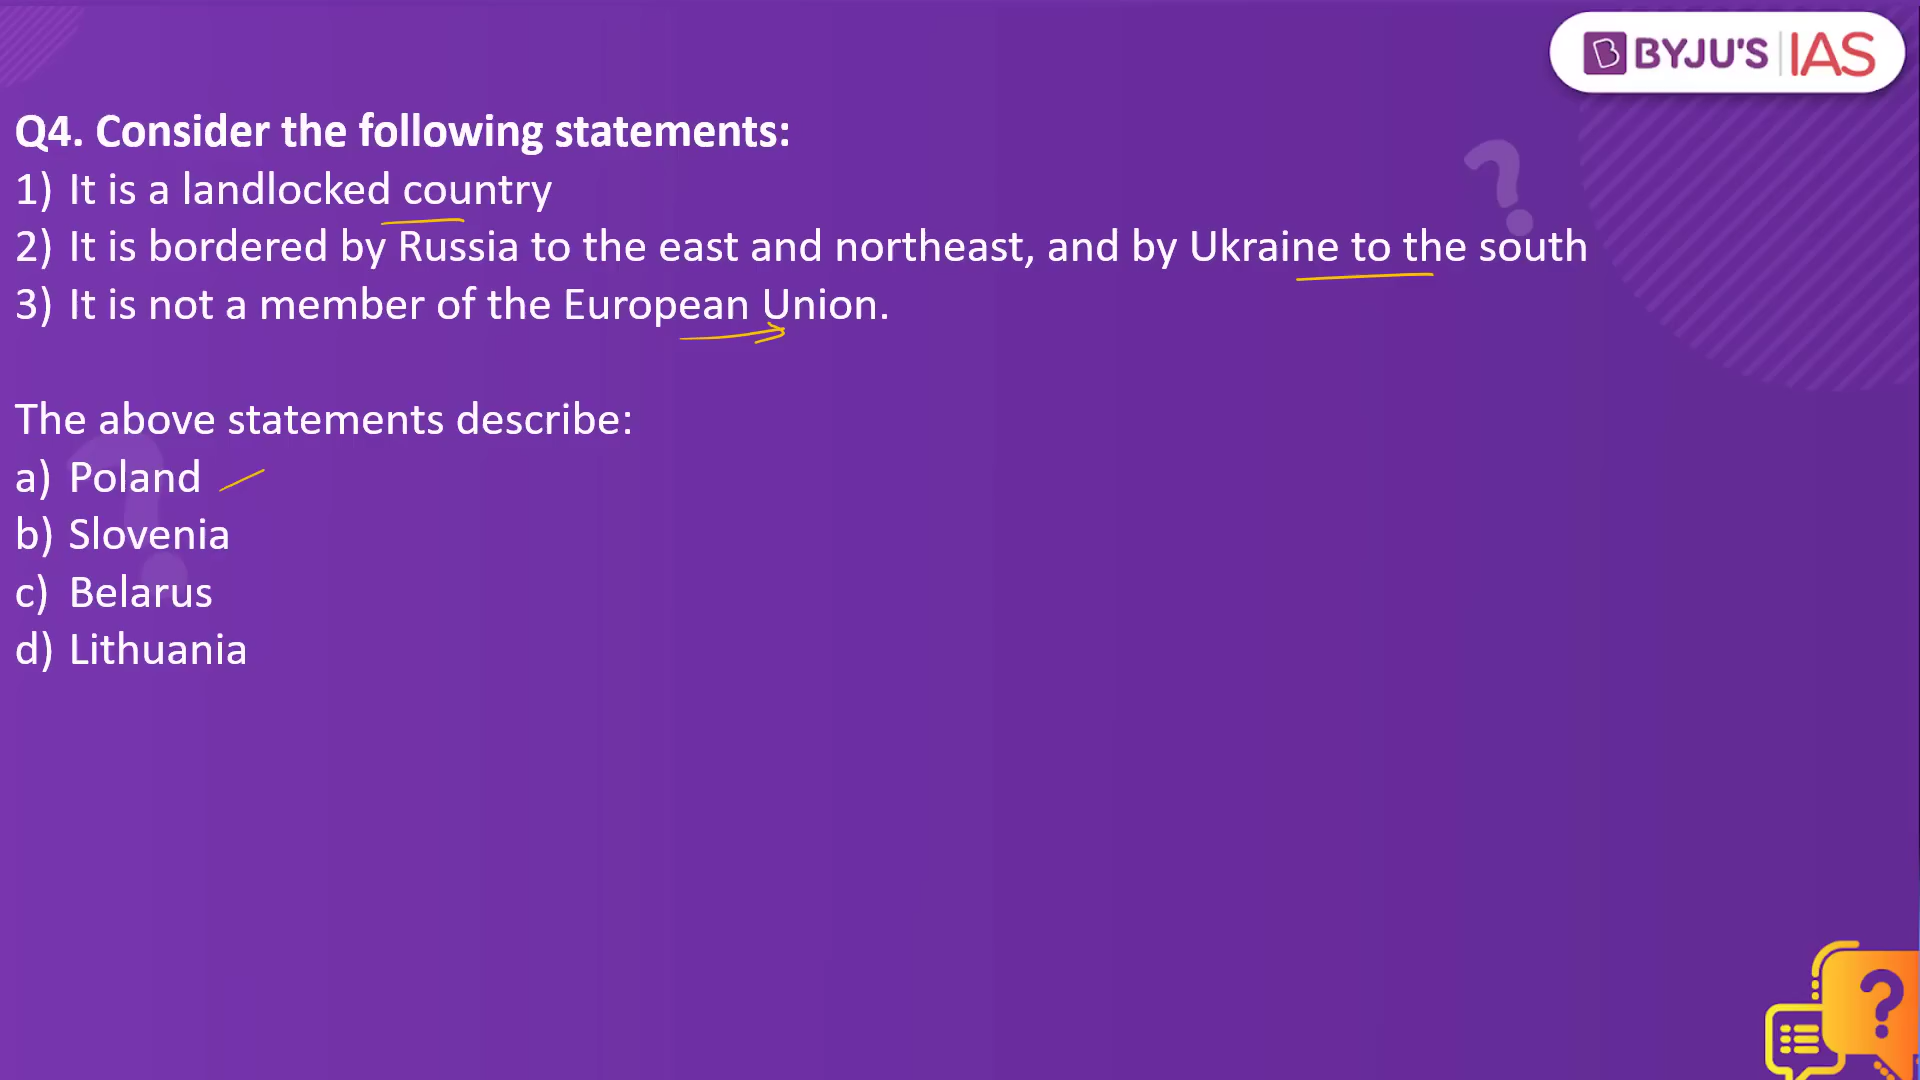 BYJU'S IAS
Q4. Consider the following statements:
1) It is a landlocked country
2) It is bordered by Russia to the east and northeast, and by Ukraine to the south
3) It is not a member of the European Union.
The above statements describe:
a) Poland
b) Slovenia
c) Belarus
d) Lithuania